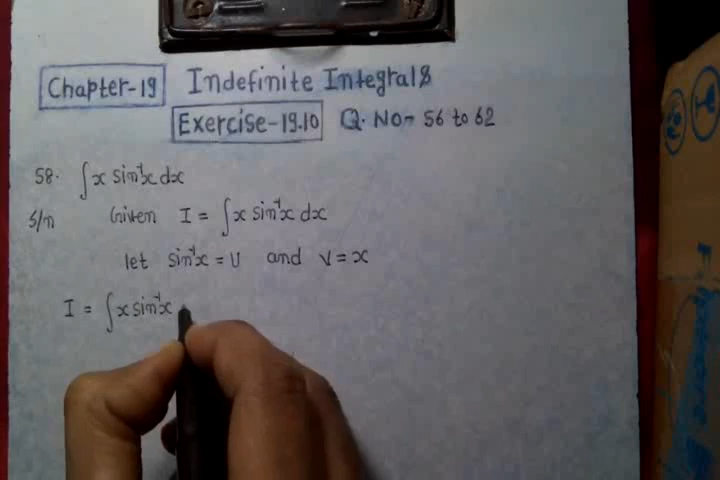 Chapter-19 Indefinite Integrals
Exercise-19.10 Q. NO- 56 to 62
58. ∫x sin⁻¹x dx
S/n Given I = ∫x sin⁻¹x dx
let sin⁻¹x = U and V = x
I = ∫x sin⁻¹x